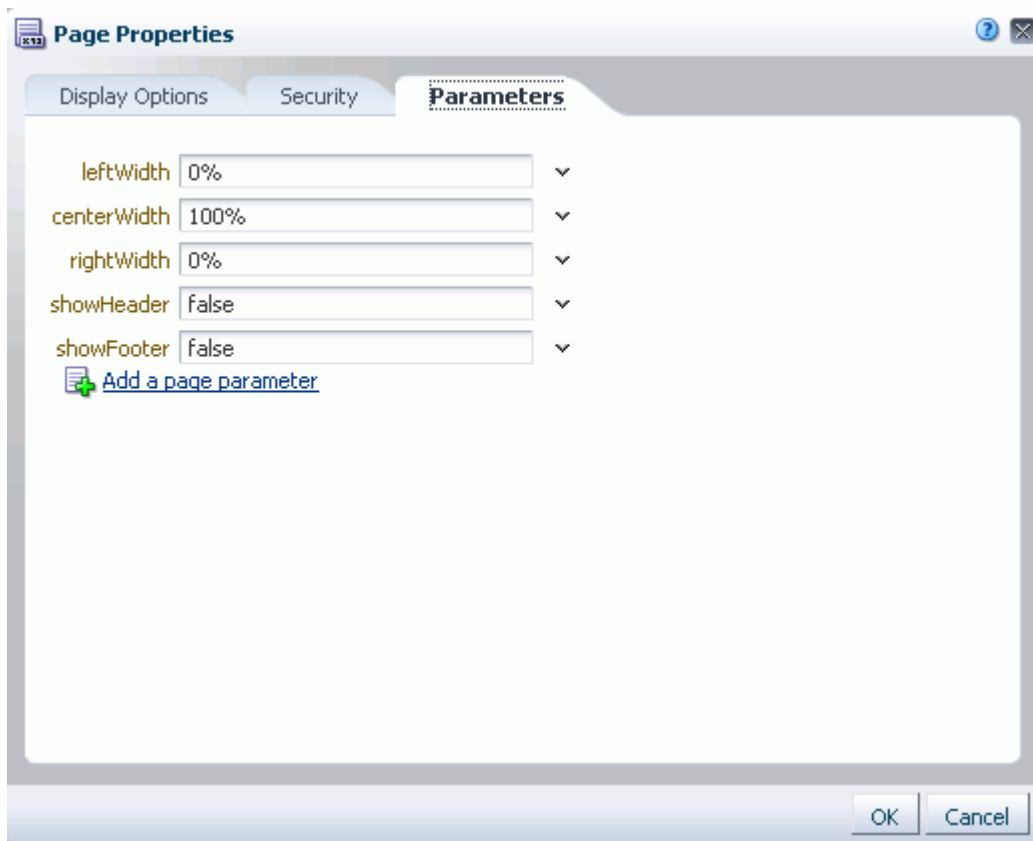 Page Properties
Display Options Security Parameters
leftWidth 0%
centerWidth 100%
rightWidth 0%
showHeader false
showFooter false
Add a page parameter
OK Cancel